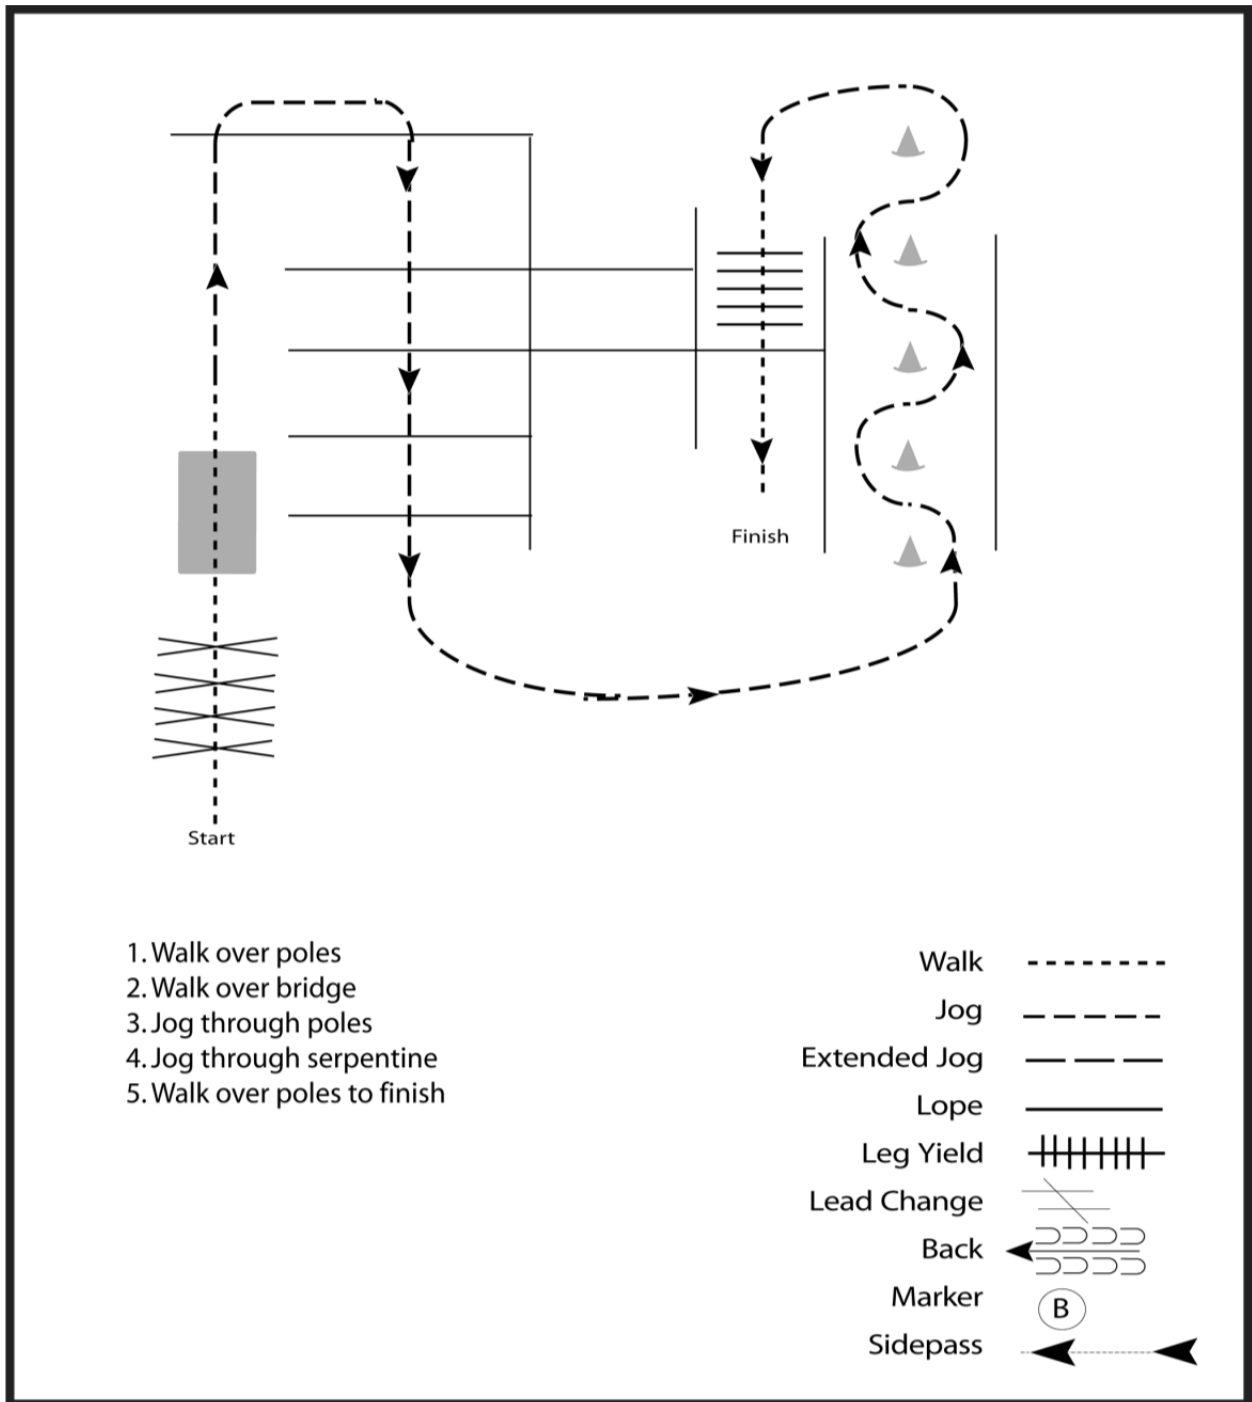 Finish
Start
1. Walk over poles
2. Walk over bridge
3. Jog through poles
4. Jog through serpentine
5. Walk over poles to finish
Walk
Jog
Extended Jog
Lope
Leg Yield
Lead Change
Back
Marker B
Sidepass